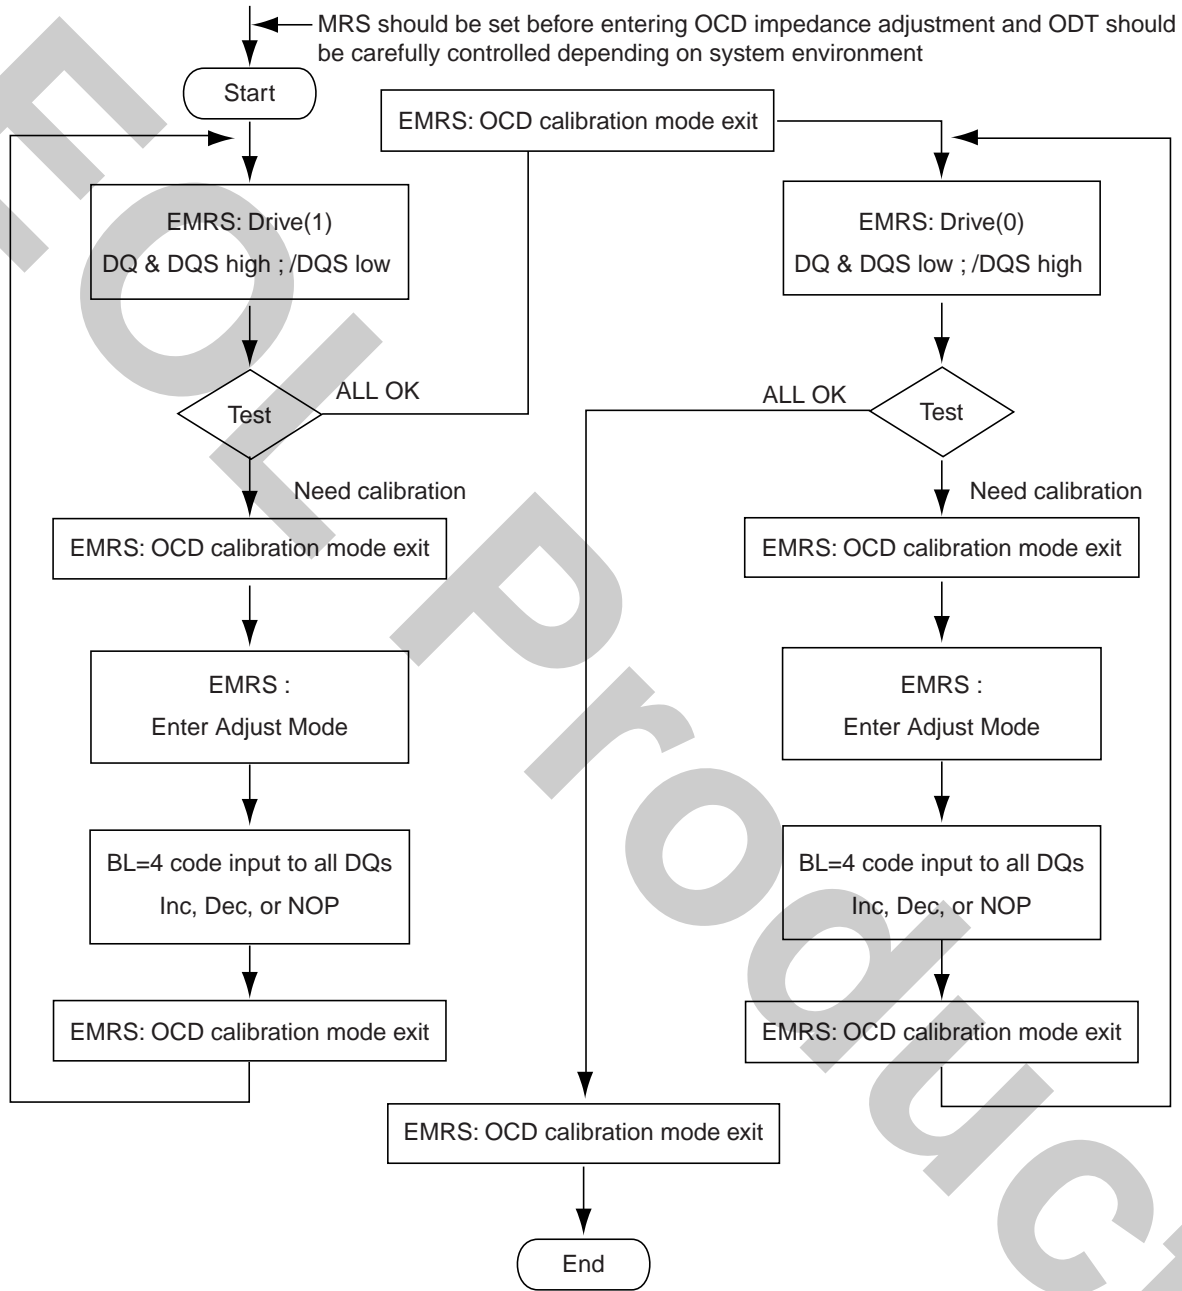 MRS should be set before entering OCD impedance adjustment and ODT should
be carefully controlled depending on system environment
Start
EMRS: OCD calibration mode exit
EMRS: Drive(1)
DQ & DQS high ; /DQS low
EMRS: Drive(0)
DQ & DQS low ; /DQS high
Test
ALL OK
ALL OK
Test
Need calibration
Need calibration
EMRS: OCD calibration mode exit
EMRS: OCD calibration mode exit
EMRS :
Enter Adjust Mode
EMRS :
Enter Adjust Mode
BL=4 code input to all DQs
Inc, Dec, or NOP
BL=4 code input to all DQs
Inc, Dec, or NOP
EMRS: OCD calibration mode exit
EMRS: OCD calibration mode exit
EMRS: OCD calibration mode exit
End
EOL Product